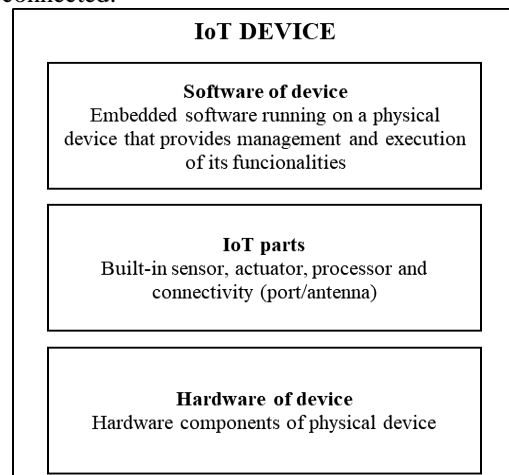 connected.
IoT DEVICE
Software of device
Embedded software running on a physical
device that provides management and execution
of its funcionalities
IoT parts
Built-in sensor, actuator, processor and
connectivity (port/antenna)
Hardware of device
Hardware components of physical device